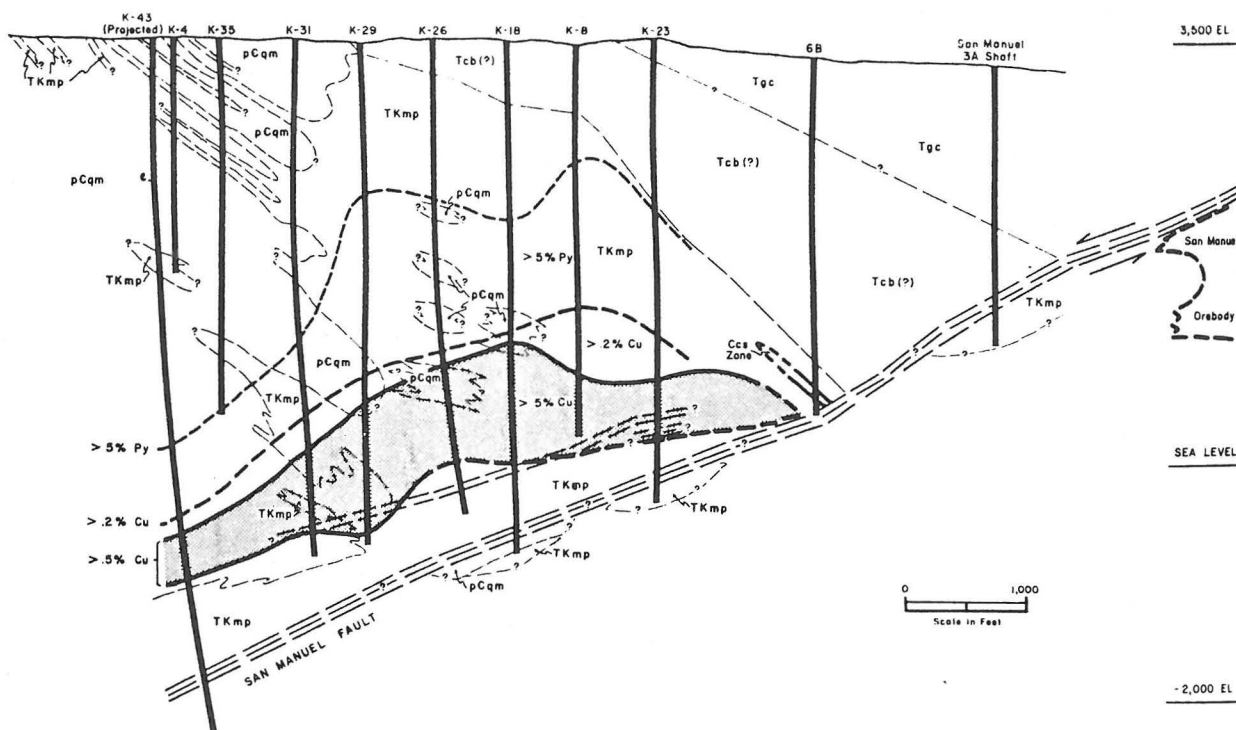 K-43
(Projected)
K-4
K-35
K-31
K-29
K-26
K-18
K-8
K-23
6B
San Manuel
3A Shaft
3,500 EL
TKmp
pCqm
pCqm
Tcb(?)
Tgc
TKmp
Tcb(?)
Tgc
pCqm
pCqm
TKmp
>5% Py
TKmp
Tcb(?)
San Manuel
TKmp
pCqm
Orebody
>.2% Cu
Ccs
Zone
pCqm
pCqm
TKmp
>5% Cu
>5% Py
SEA LEVEL
TKmp
TKmp
TKmp
>.2% Cu
>.5% Cu
TKmp
pCqm
TKmp
SAN MANUEL FAULT
0
1,000
Scale in Feet
-2,000 EL